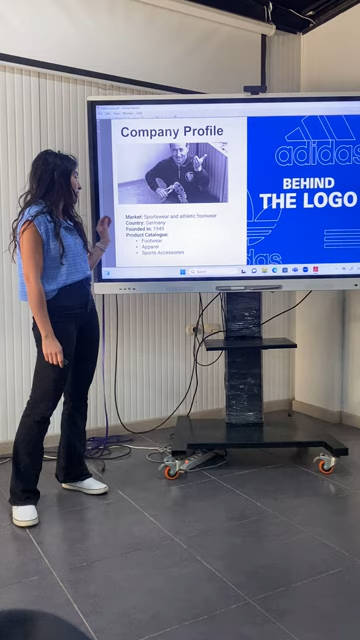 Company Profile
Market: Sportswear and athletic footwear
Country: Germany
Founded in: 1949
Product Catalogue:
• Footwear
• Apparel
• Sports Accessories
adidas
BEHIND
THE LOGO
Search